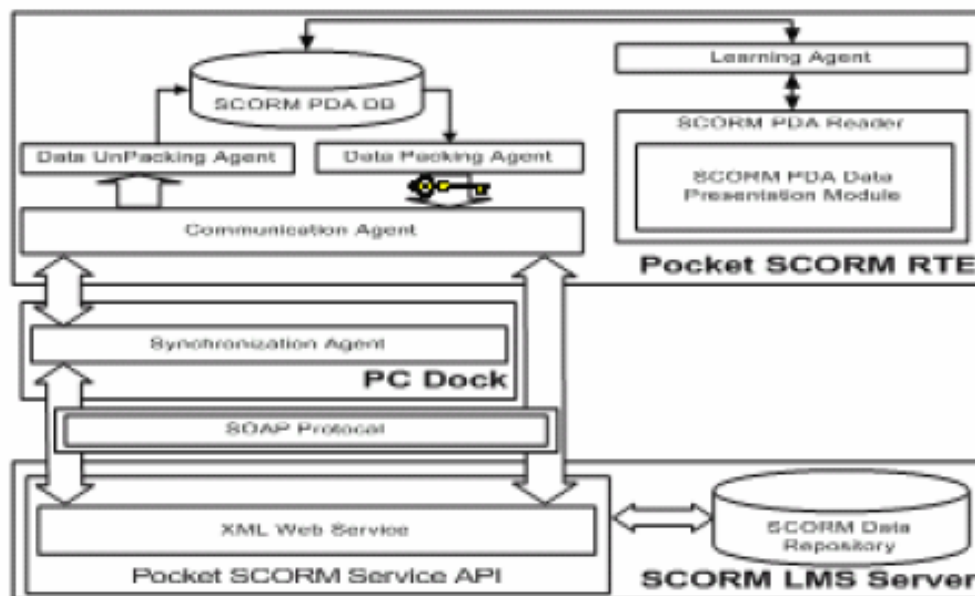 Learning Agent
SCORM PDA DB
SCORM PDA Reader
Data UnPacking Agent
Data Packing Agent
SCORM PDA Data
Presentation Module
Communication Agent
Pocket SCORM RTE
Synchronization Agent
PC Dock
SOAP Protocal
XML Web Service
SCORM Data
Repository
Pocket SCORM Service API
SCORM LMS Server